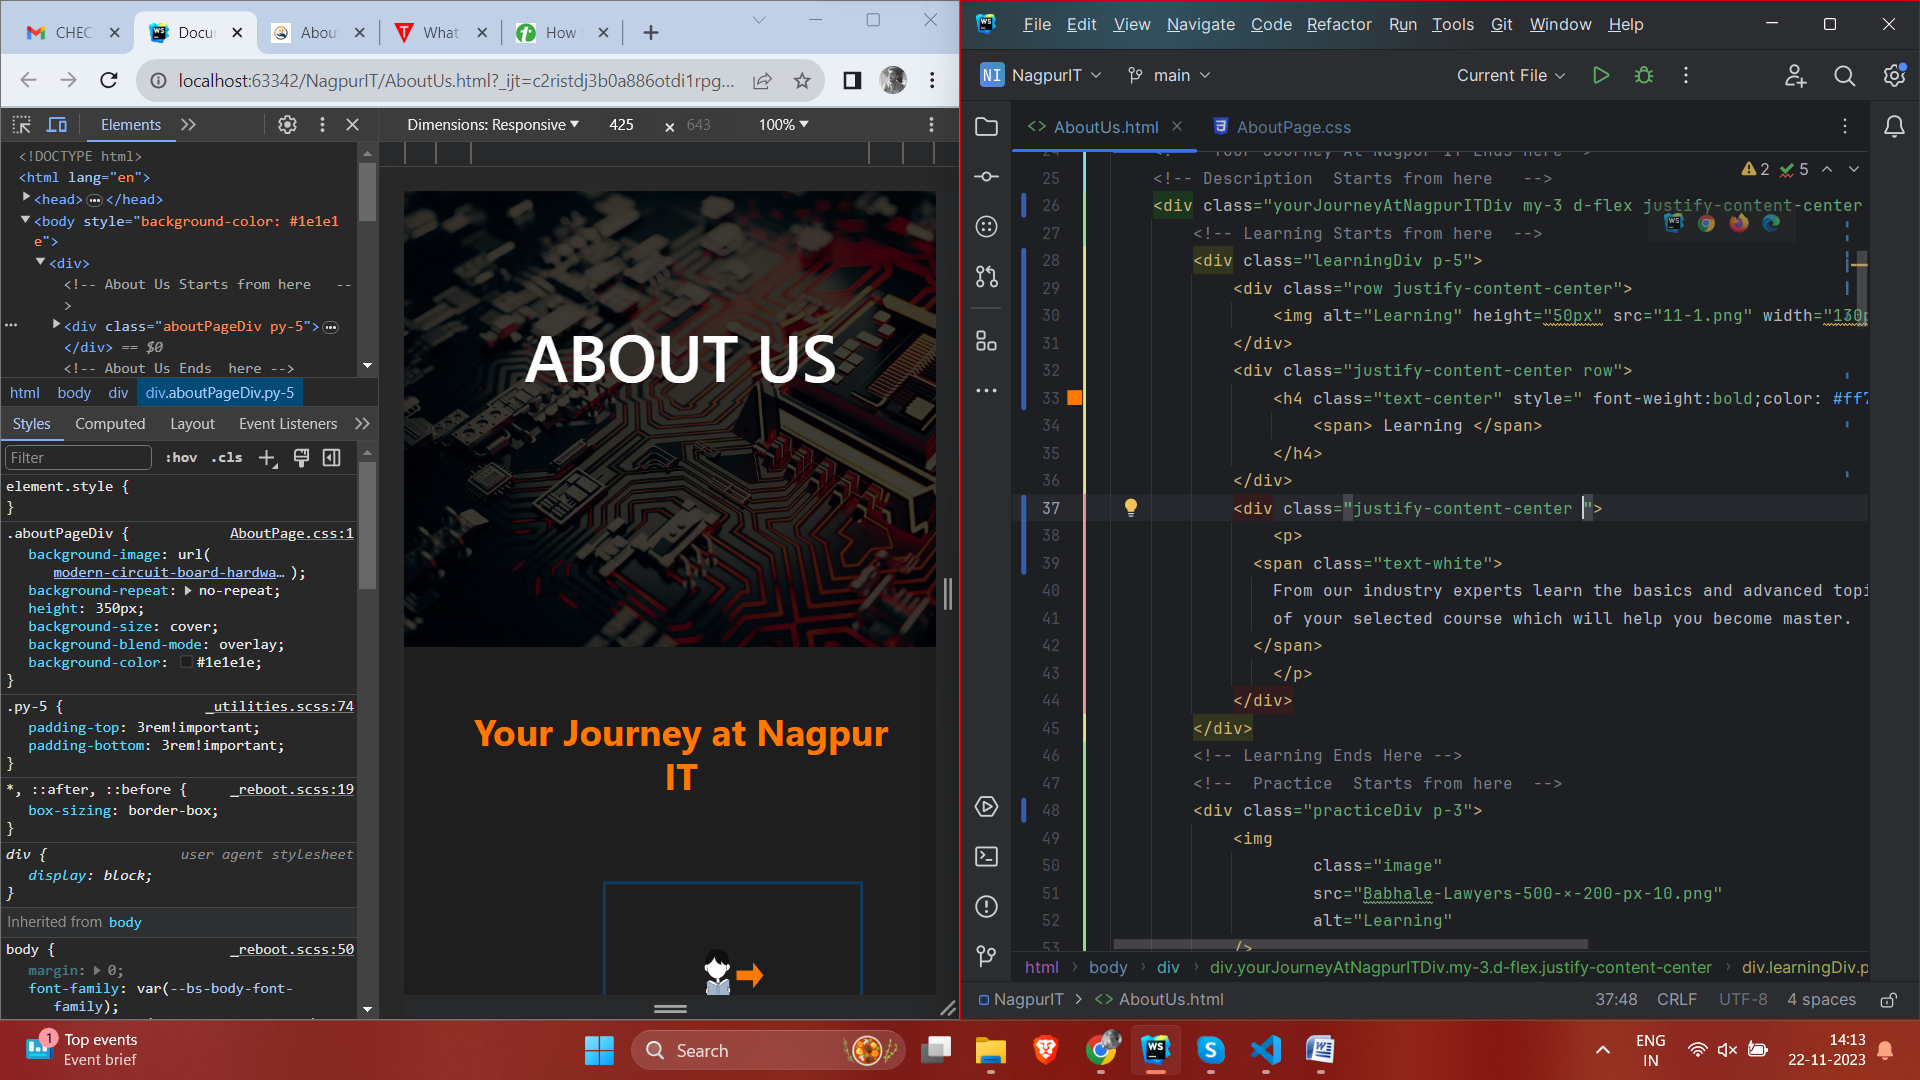 CHEC
Docu
Abou
What
How
localhost:63342/NagpurIT/AboutUs.html?_ijt=c2ristdj3b0a886otdi1rpg...
Elements
Dimensions: Responsive
425
×
643
100%
<!DOCTYPE html>
<html lang="en">
<head> </head>
<body style="background-color: #1e1e1
e">
<div>
<!-- About Us Starts from here --
>
<div class="aboutPageDiv py-5">
</div> == $0
<!-- About Us Ends here -->
html body div div.aboutPageDiv.py-5
Styles Computed Layout Event Listeners
Filter
:hov .cls
element.style {
}
.aboutPageDiv { AboutPage.css:1
background-image: url(
modern-circuit-board-hardwa… );
background-repeat: no-repeat;
height: 350px;
background-size: cover;
background-blend-mode: overlay;
background-color: #1e1e1e;
}
.py-5 { _utilities.scss:74
padding-top: 3rem!important;
padding-bottom: 3rem!important;
}
*, ::after, ::before { _reboot.scss:19
box-sizing: border-box;
}
div { user agent stylesheet
display: block;
}
Inherited from body
body { _reboot.scss:50
margin: 0;
font-family: var(--bs-body-font-
family);
ABOUT US
Your Journey at Nagpur
IT
File Edit View Navigate Code Refactor Run Tools Git Window Help
NI NagpurIT main Current File
AboutUs.html AboutPage.css
2 5
24 <!-- Your Journey At Nagpur IT Ends here -->
25 <!-- Description Starts from here -->
26 <div class="yourJourneyAtNagpurITDiv my-3 d-flex justify-content-center
27 <!-- Learning Starts from here -->
28 <div class="learningDiv p-5">
29 <div class="row justify-content-center">
30 <img alt="Learning" height="50px" src="11-1.png" width="130p
31 </div>
32 <div class="justify-content-center row">
33 <h4 class="text-center" style=" font-weight:bold;color: #ff7
34 <span> Learning </span>
35 </h4>
36 </div>
37 <div class="justify-content-center ">
38 <p>
39 <span class="text-white">
40 From our industry experts learn the basics and advanced topi
41 of your selected course which will help you become master.
42 </span>
43 </p>
44 </div>
45 </div>
46 <!-- Learning Ends Here -->
47 <!-- Practice Starts from here -->
48 <div class="practiceDiv p-3">
49 <img
50 class="image"
51 src="Babhale-Lawyers-500-×-200-px-10.png"
52 alt="Learning"
53 />
html body div div.yourJourneyAtNagpurITDiv.my-3.d-flex.justify-content-center div.learningDiv.p
NagpurIT AboutUs.html 37:48 CRLF UTF-8 4 spaces
1
Top events
Event brief
Search
WS
ENG
IN
14:13
22-11-2023